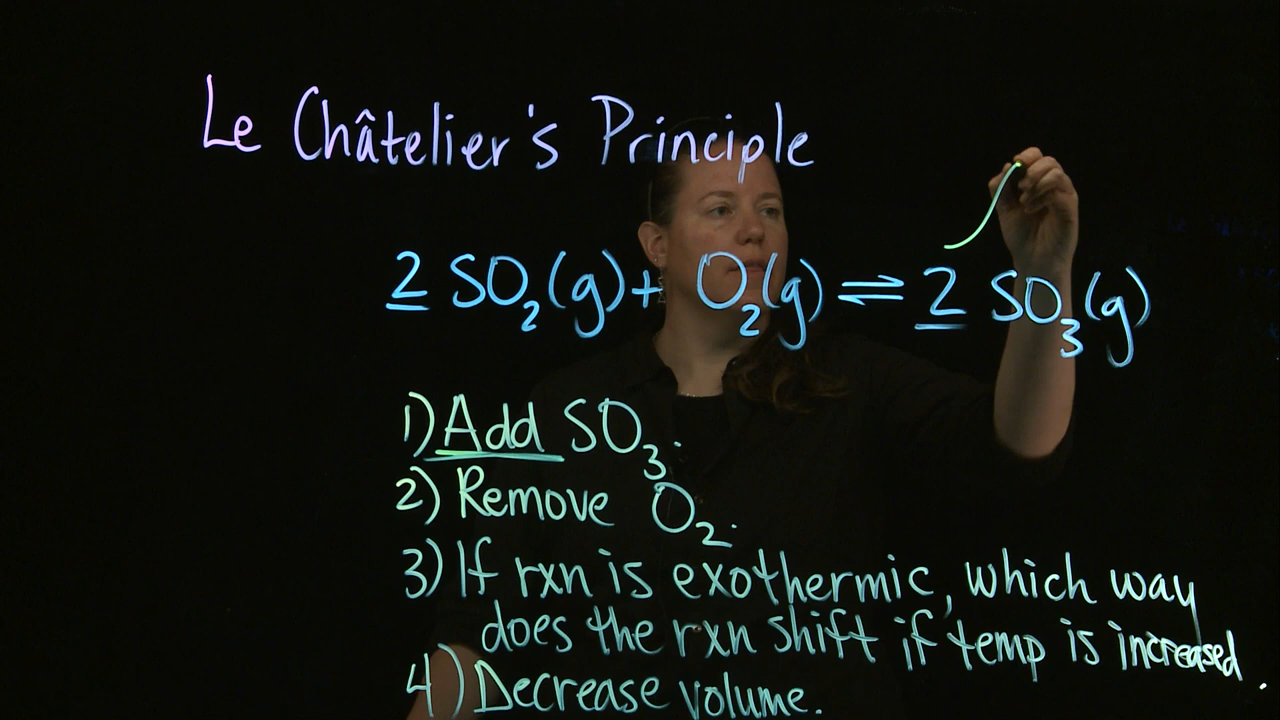 Le Châtelier's Principle
2 SO₂(g) + O₂(g) ⇌ 2 SO₃(g)
1) Add SO₃.
2) Remove O₂.
3) If rxn is exothermic, which way
does the rxn shift if temp is increased.
4) Decrease volume.